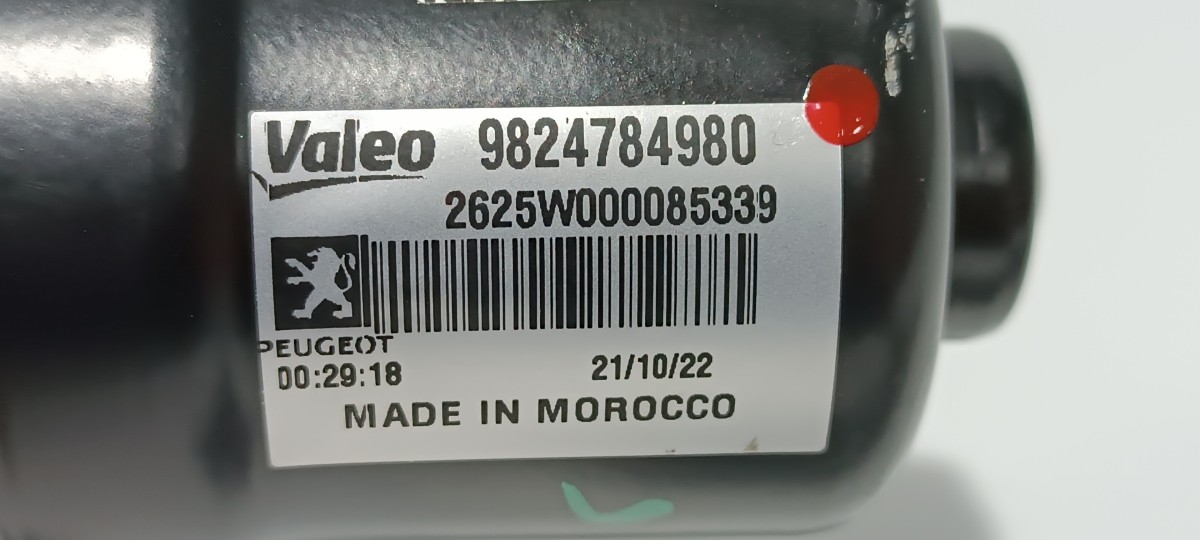 Valeo 9824784980
2625W000085339
PEUGEOT
00:29:18 21/10/22
MADE IN MOROCCO